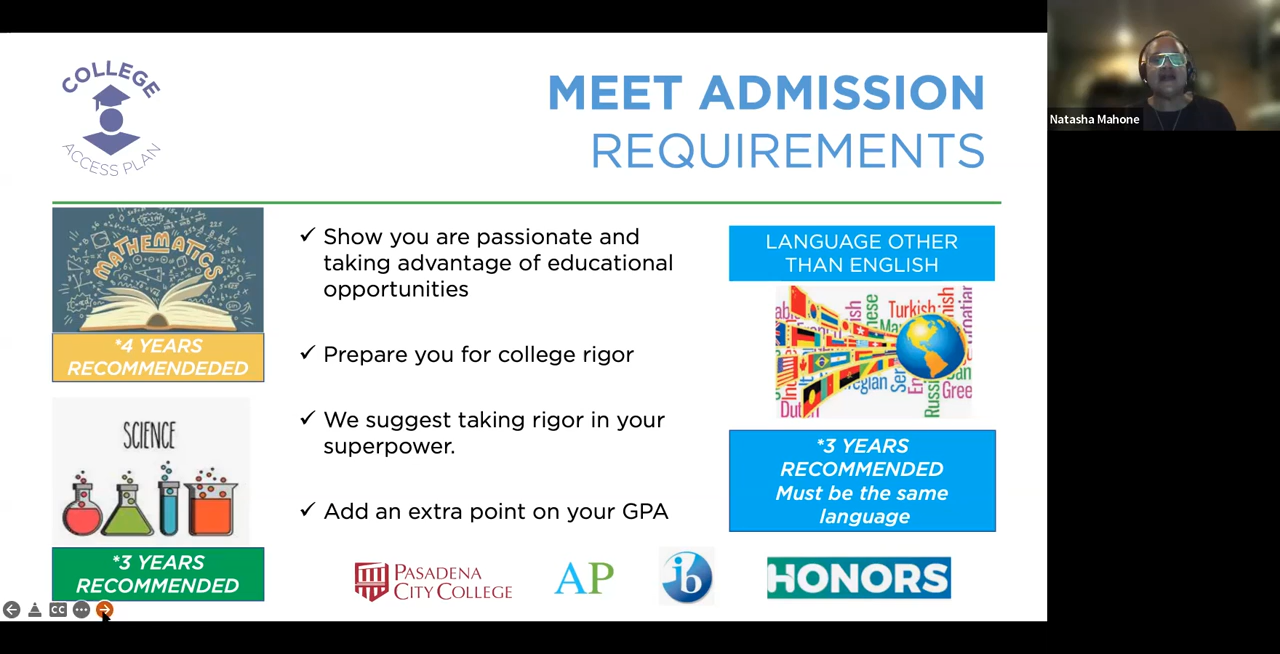 COLLEGE
ACCESS PLAN
MEET ADMISSION
REQUIREMENTS
MATHEMATICS
*4 YEARS
RECOMMENDEDED
SCIENCE
*3 YEARS
RECOMMENDED
✓ Show you are passionate and
taking advantage of educational
opportunities
✓ Prepare you for college rigor
✓ We suggest taking rigor in your
superpower.
✓ Add an extra point on your GPA
LANGUAGE OTHER
THAN ENGLISH
Turkish
*3 YEARS
RECOMMENDED
Must be the same
language
PASADENA
CITY COLLEGE
AP
ib
HONORS
CC
Natasha Mahone